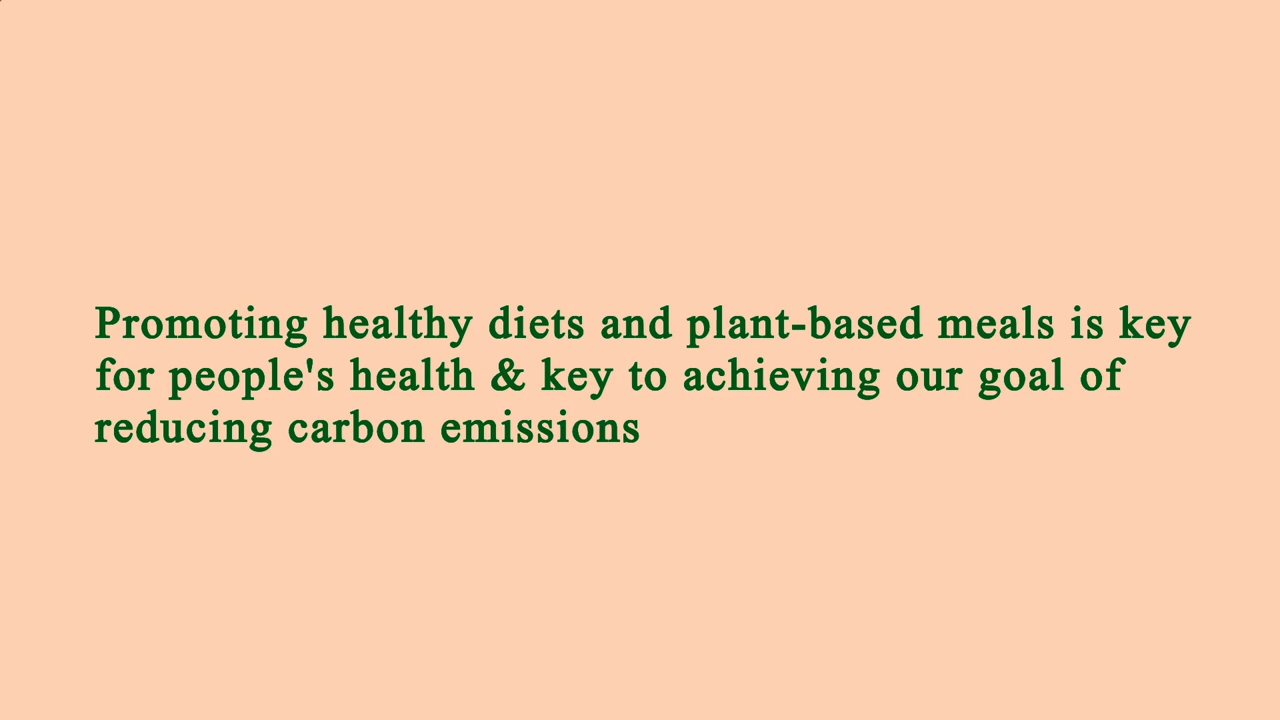 Promoting healthy diets and plant-based meals is key
for people's health & key to achieving our goal of
reducing carbon emissions